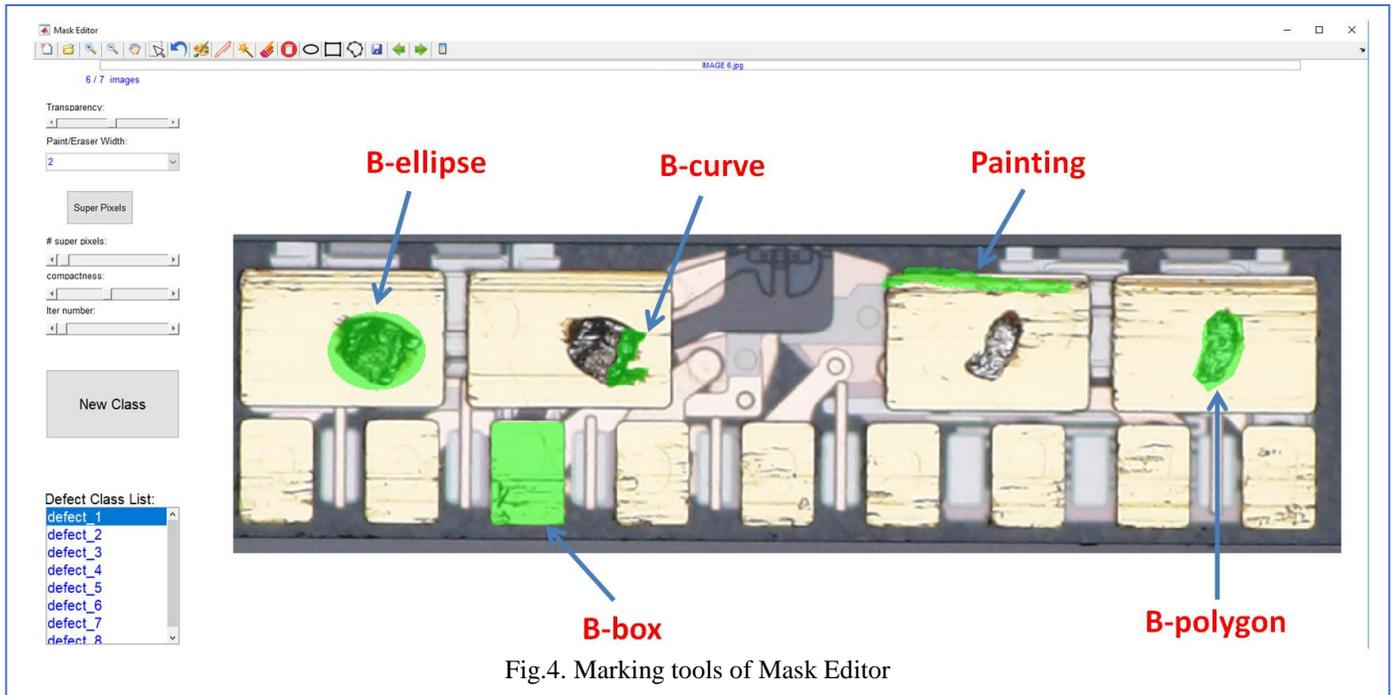 Mask Editor
IMAGE 6.jpg
6 / 7 images
Transparency:
Paint/Eraser Width:
2
Super Pixels
# super pixels:
compactness:
Iter number:
New Class
Defect Class List:
defect_1
defect_2
defect_3
defect_4
defect_5
defect_6
defect_7
defect_8
B-ellipse
B-curve
Painting
B-box
B-polygon
Fig.4. Marking tools of Mask Editor